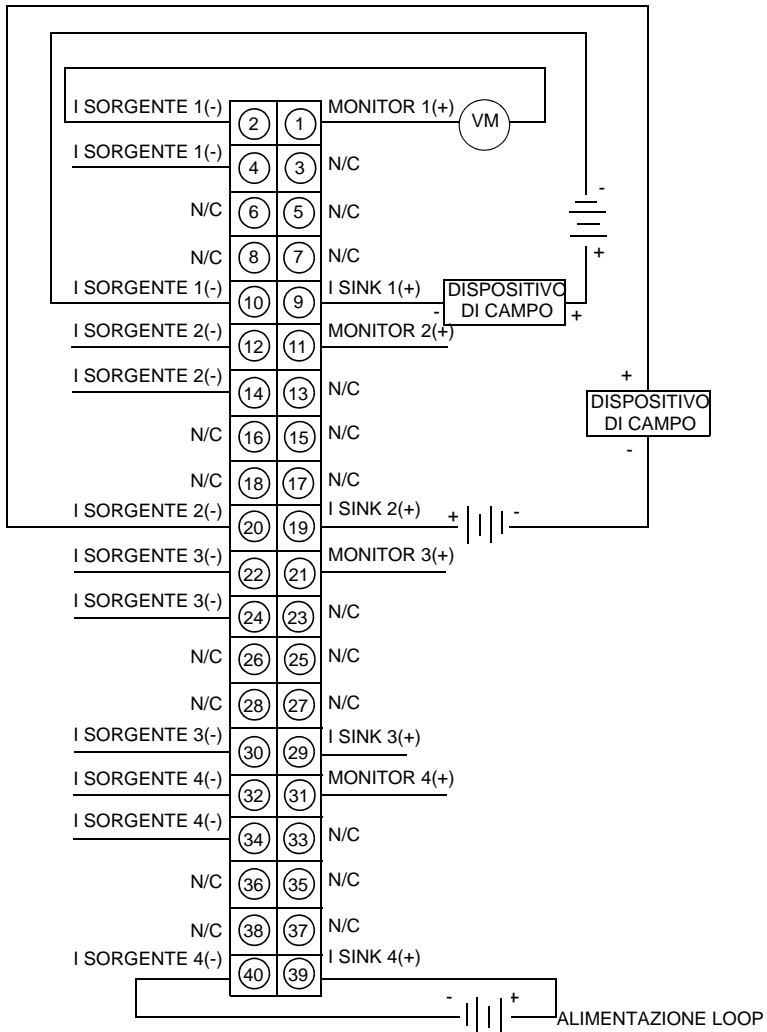 I SORGENTE 1(-) 2 1 MONITOR 1(+) VM
I SORGENTE 1(-) 4 3 N/C
-
N/C 6 5 N/C
+
N/C 8 7 N/C
I SORGENTE 1(-) 10 9 I SINK 1(+)
- DISPOSITIVO +
DI CAMPO
I SORGENTE 2(-) 12 11 MONITOR 2(+)
I SORGENTE 2(-) 14 13 N/C
+
DISPOSITIVO
DI CAMPO
-
N/C 16 15 N/C
N/C 18 17 N/C
I SORGENTE 2(-) 20 19 I SINK 2(+) + -
I SORGENTE 3(-) 22 21 MONITOR 3(+)
I SORGENTE 3(-) 24 23 N/C
N/C 26 25 N/C
N/C 28 27 N/C
I SORGENTE 3(-) 30 29 I SINK 3(+)
I SORGENTE 4(-) 32 31 MONITOR 4(+)
I SORGENTE 4(-) 34 33 N/C
N/C 36 35 N/C
N/C 38 37 N/C
I SORGENTE 4(-) 40 39 I SINK 4(+)
- +
ALIMENTAZIONE LOOP